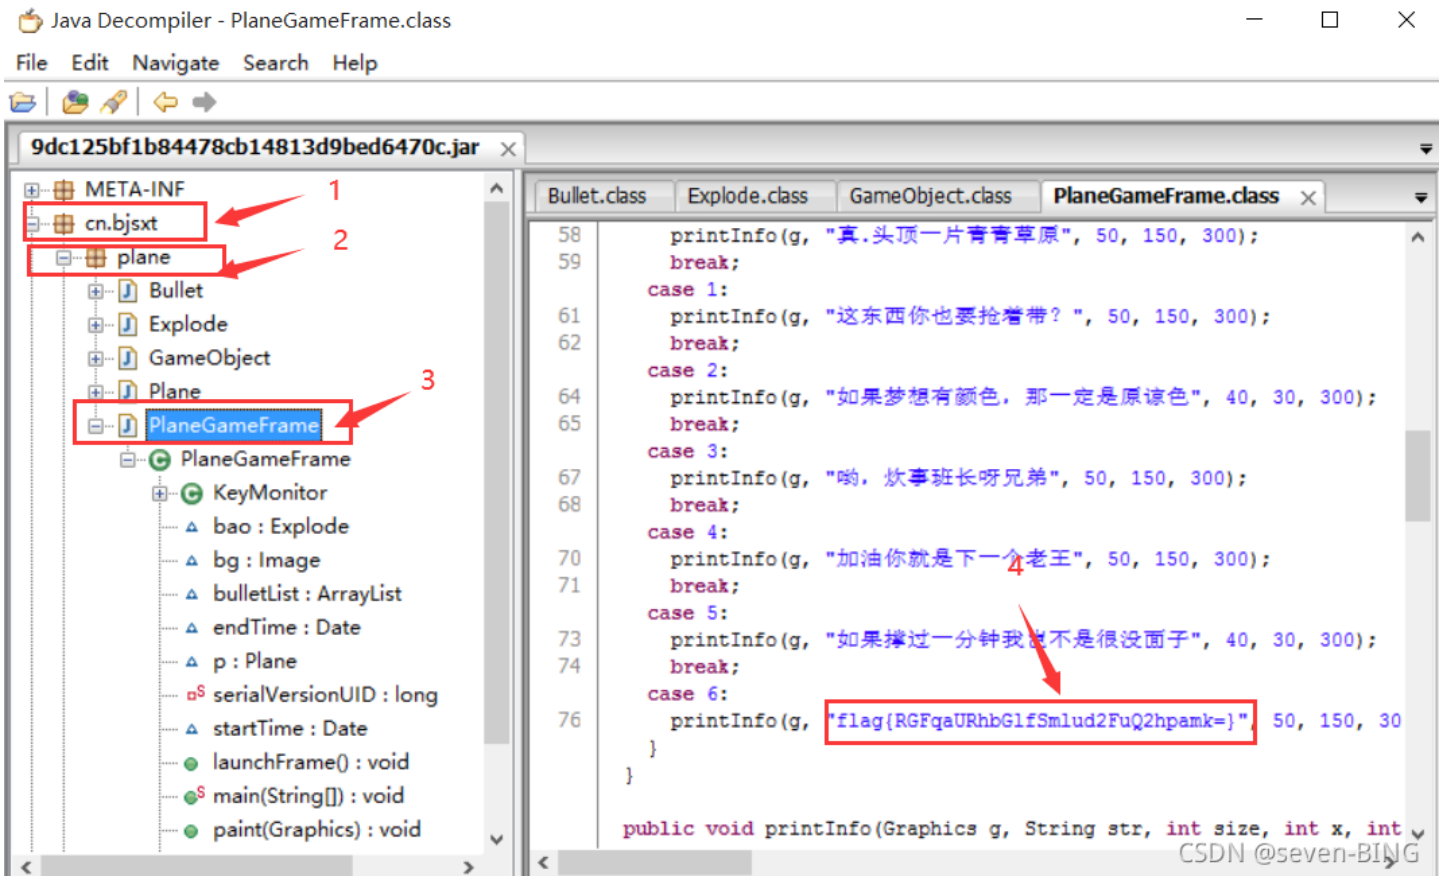 Java Decompiler - PlaneGameFrame.class
File Edit Navigate Search Help
9dc125bf1b84478cb14813d9bed6470c.jar
META-INF
1
cn.bjsxt
2
plane
Bullet
Explode
GameObject
Plane
3
PlaneGameFrame
PlaneGameFrame
KeyMonitor
bao : Explode
bg : Image
bulletList : ArrayList
endTime : Date
p : Plane
serialVersionUID : long
startTime : Date
launchFrame() : void
main(String[]) : void
paint(Graphics) : void
Bullet.class Explode.class GameObject.class PlaneGameFrame.class
58 printInfo(g, "真.头顶一片青青草原", 50, 150, 300);
59 break;
case 1:
61 printInfo(g, "这东西你也要抢着带？", 50, 150, 300);
62 break;
case 2:
64 printInfo(g, "如果梦想有颜色，那一定是原谅色", 40, 30, 300);
65 break;
case 3:
67 printInfo(g, "哟，炊事班长呀兄弟", 50, 150, 300);
68 break;
case 4:
70 printInfo(g, "加油你就是下一个老王", 50, 150, 300);
4
71 break;
case 5:
73 printInfo(g, "如果撑过一分钟我岂不是很没面子", 40, 30, 300);
74 break;
case 6:
76 printInfo(g, "flag{RGFqaURhbGlfSmlud2FuQ2hpamk=}", 50, 150, 30
}
}
public void printInfo(Graphics g, String str, int size, int x, int
CSDN @seven-BING